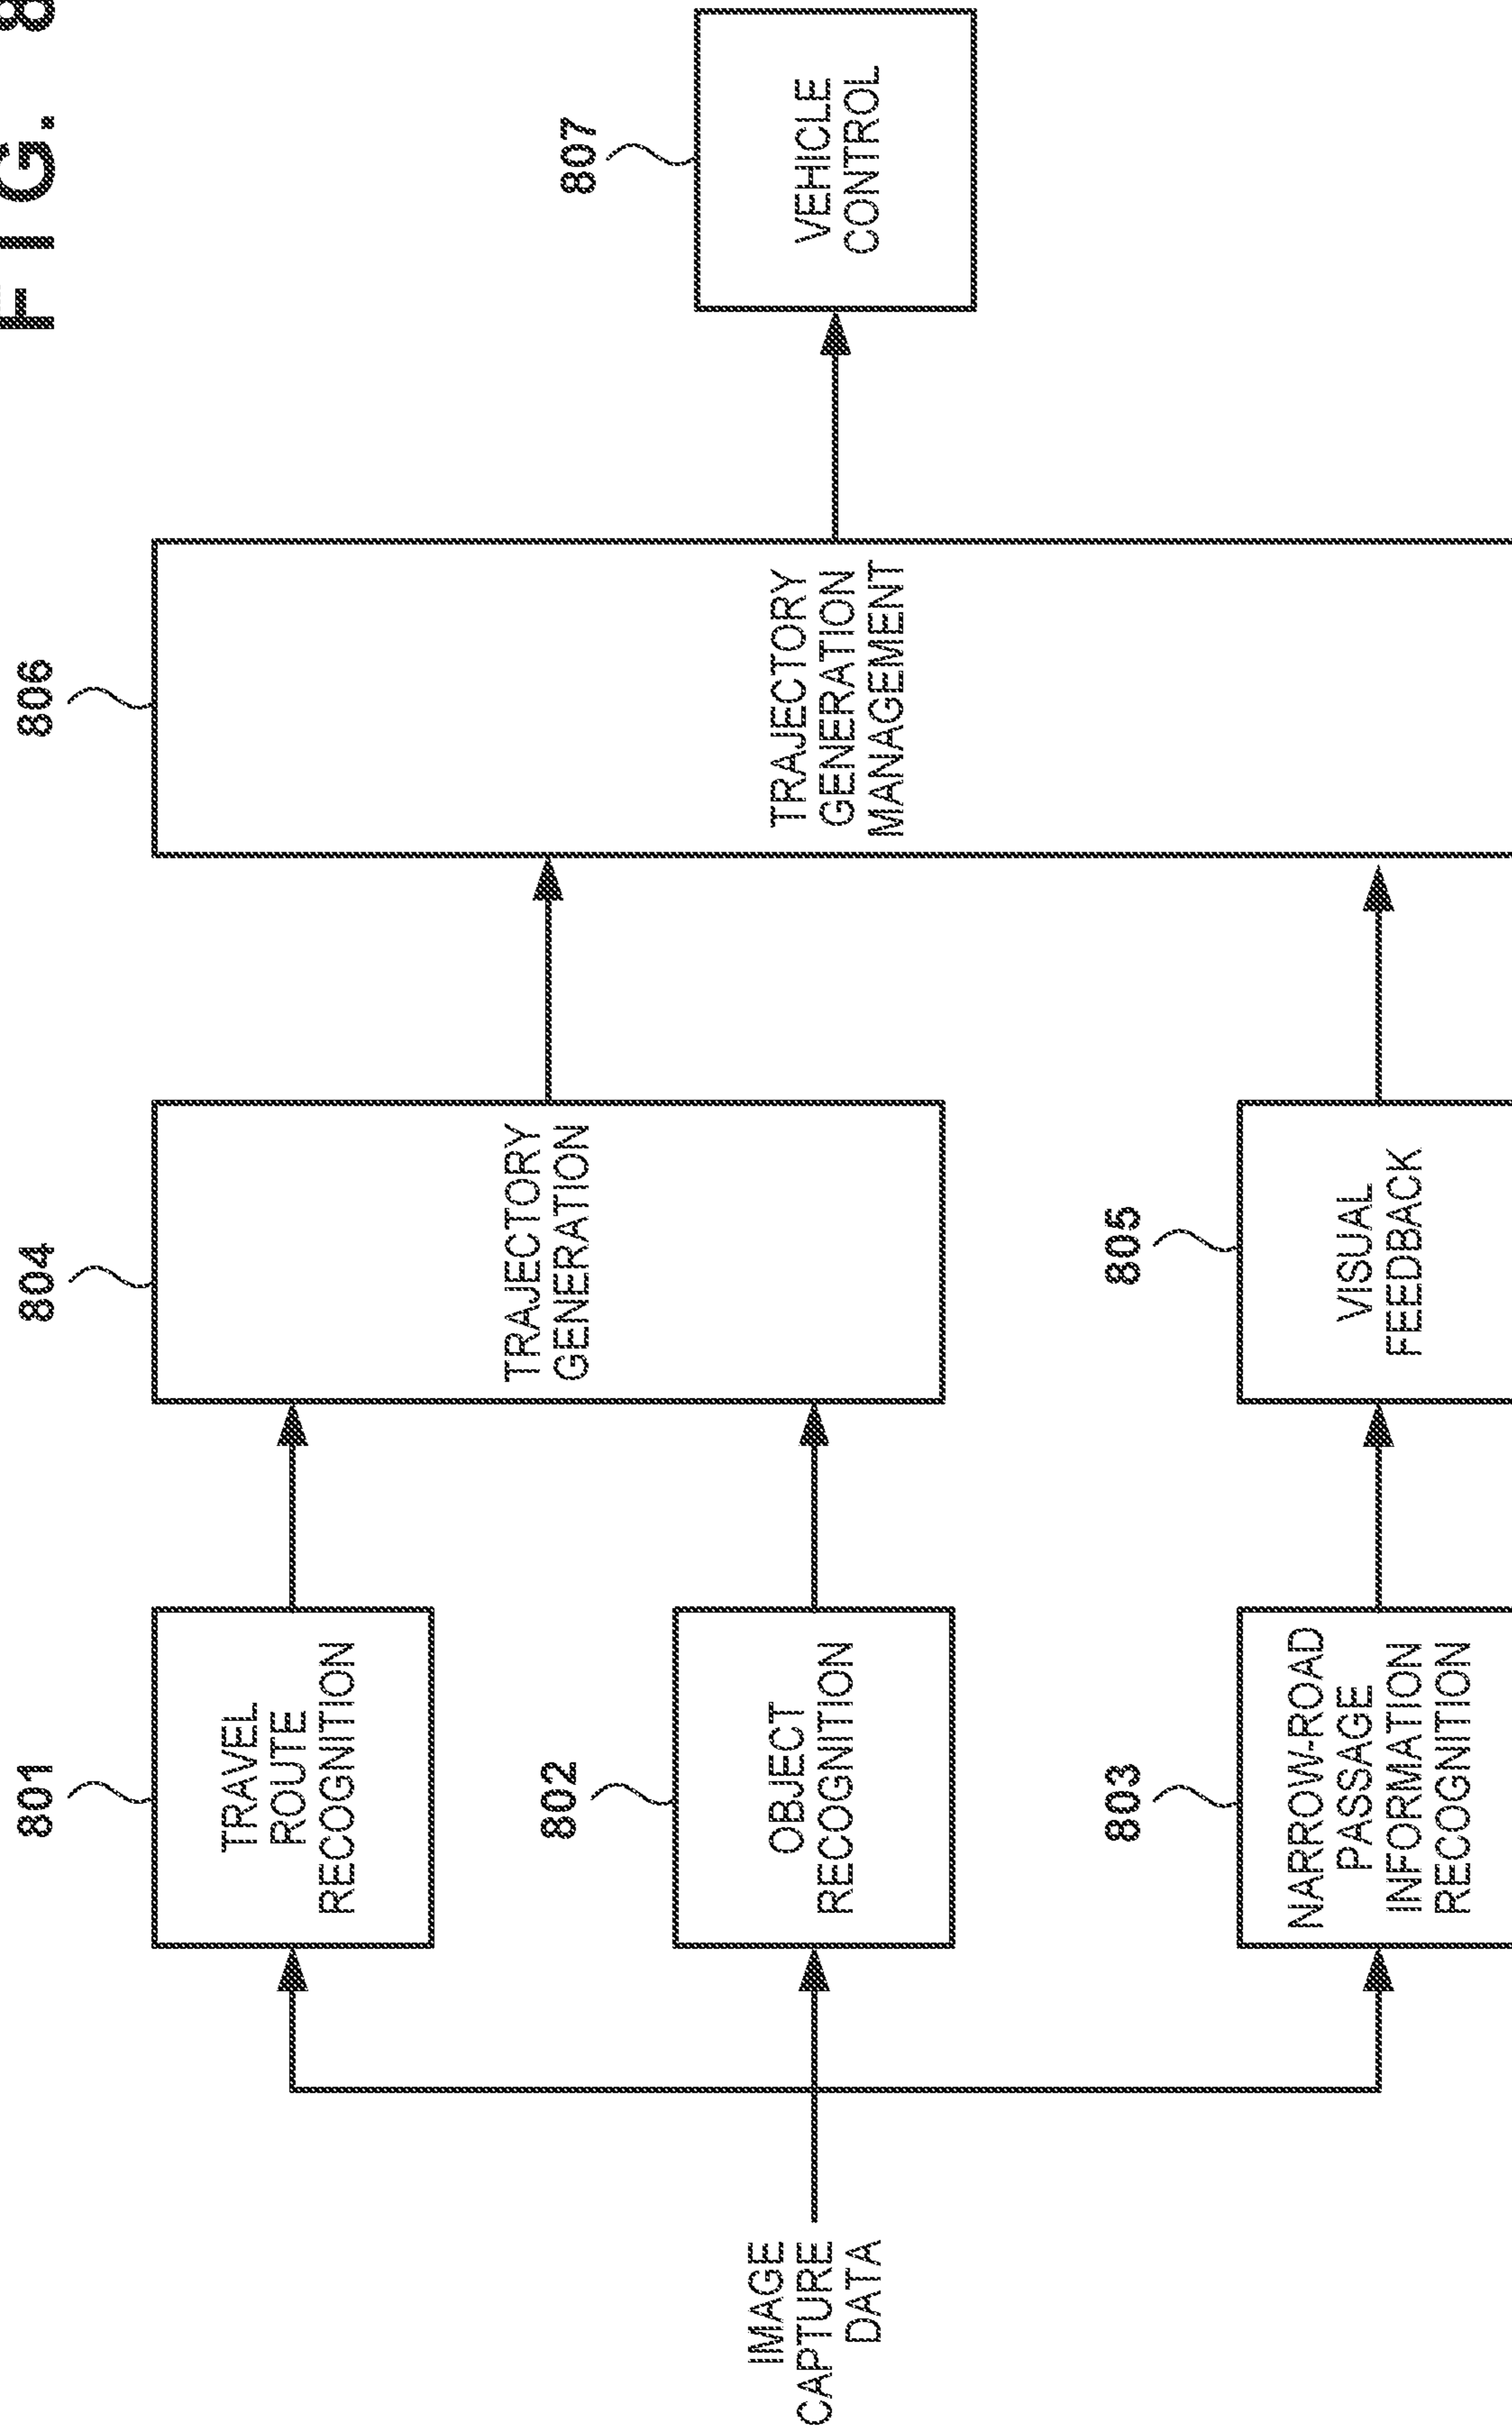 FIG. 8
801
TRAVEL
ROUTE
RECOGNITION
804
TRAJECTORY
GENERATION
806
TRAJECTORY
GENERATION
MANAGEMENT
807
VEHICLE
CONTROL
IMAGE
CAPTURE
DATA
802
OBJECT
RECOGNITION
803
NARROW-ROAD
PASSAGE
INFORMATION
RECOGNITION
805
VISUAL
FEEDBACK